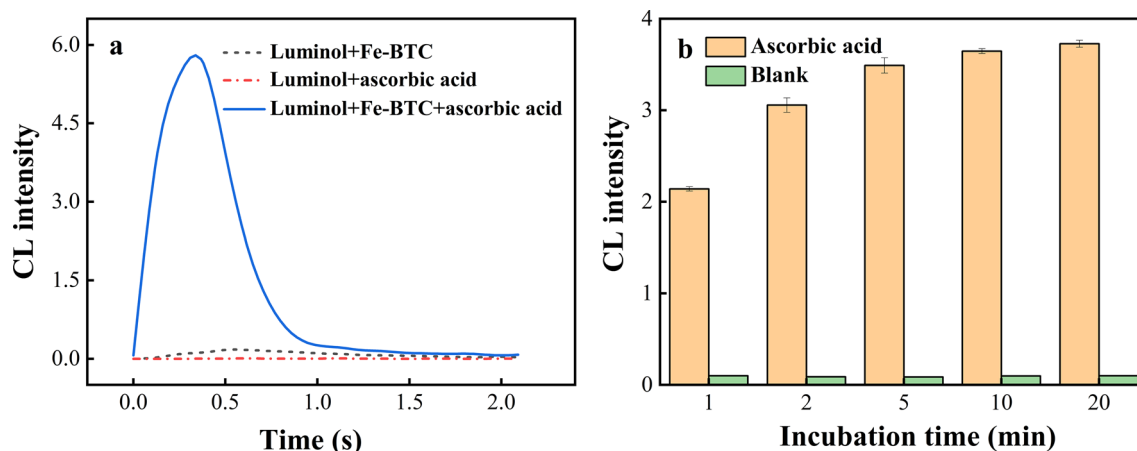 a
Luminol+Fe-BTC
Luminol+ascorbic acid
Luminol+Fe-BTC+ascorbic acid
6.0
4.5
3.0
1.5
0.0
CL intensity
0.0 0.5 1.0 1.5 2.0
Time (s)
b
Ascorbic acid
Blank
4
3
2
1
0
CL intensity
1 2 5 10 20
Incubation time (min)